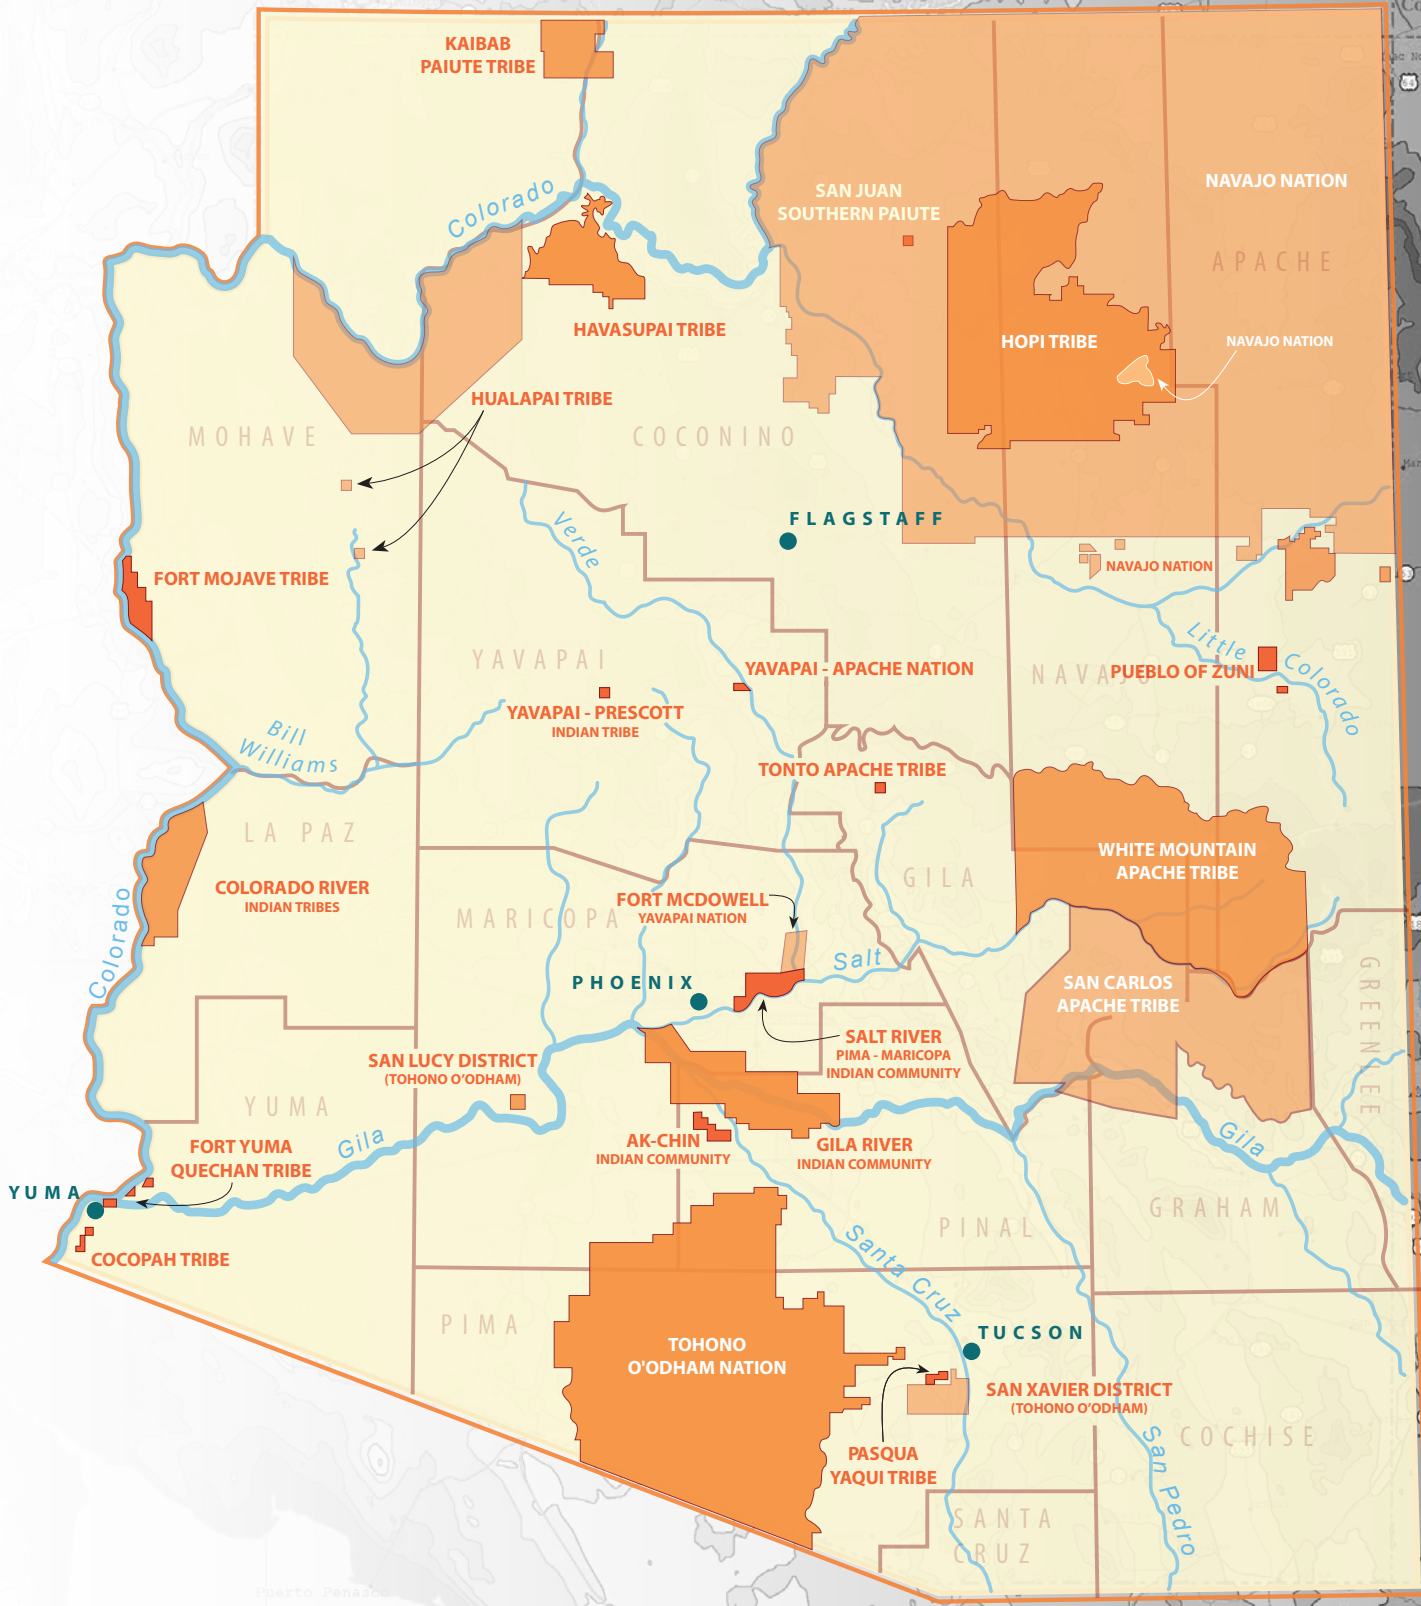 KAIBAB
PAIUTE TRIBE
64
Colorado
SAN JUAN
SOUTHERN PAIUTE
NAVAJO NATION
APACHE
HAVASUPAI TRIBE
HOPI TRIBE
NAVAJO NATION
HUALAPAI TRIBE
MOHAVE
COCONINO
FLAGSTAFF
Verde
NAVAJO NATION
FORT MOJAVE TRIBE
Little
Colorado
YAVAPAI
YAVAPAI - APACHE NATION
NAVAJO
PUEBLO OF ZUNI
YAVAPAI - PRESCOTT
INDIAN TRIBE
Bill
Williams
TONTO APACHE TRIBE
LA PAZ
WHITE MOUNTAIN
APACHE TRIBE
COLORADO RIVER
INDIAN TRIBES
GILA
FORT MCDOWELL
YAVAPAI NATION
MARICOPA
Colorado
Salt
PHOENIX
SAN CARLOS
APACHE TRIBE
GREENLEE
SALT RIVER
PIMA - MARICOPA
INDIAN COMMUNITY
SAN LUCY DISTRICT
(TOHONO O'ODHAM)
YUMA
Gila
Gila
AK-CHIN
INDIAN COMMUNITY
GILA RIVER
INDIAN COMMUNITY
FORT YUMA
QUECHAN TRIBE
YUMA
COCOPAH TRIBE
PINAL
GRAHAM
Santa Cruz
PIMA
TUCSON
TOHONO
O'ODHAM NATION
SAN XAVIER DISTRICT
(TOHONO O'ODHAM)
PASQUA
YAQUI TRIBE
San Pedro
COCHISE
SANTA
CRUZ
Puerto Penasco